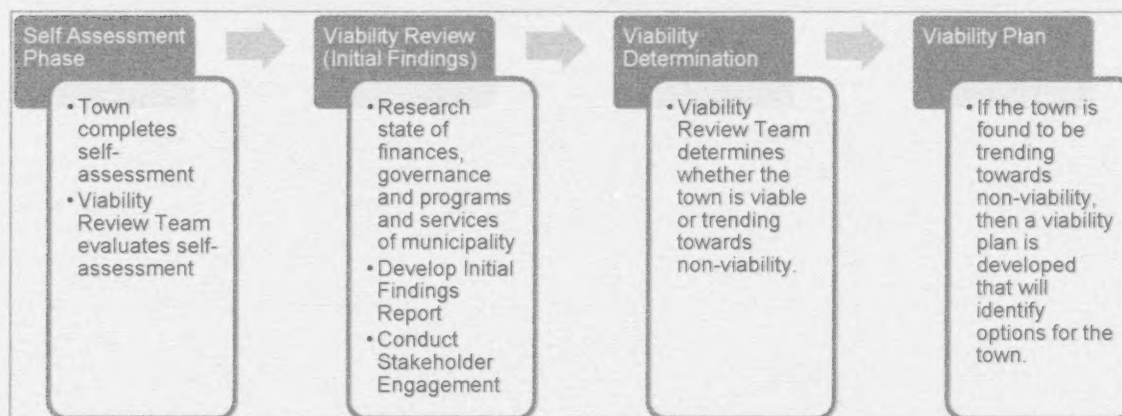 Self Assessment
Phase
• Town
completes
self-
assessment
• Viability
Review Team
evaluates self-
assessment
Viability Review
(Initial Findings)
• Research
state of
finances,
governance
and programs
and services
of municipality
• Develop Initial
Findings
Report
• Conduct
Stakeholder
Engagement
Viability
Determination
• Viability
Review Team
determines
whether the
town is viable
or trending
towards
non-viability.
Viability Plan
• If the town is
found to be
trending
towards
non-viability,
then a viability
plan is
developed
that will
identify
options for the
town.